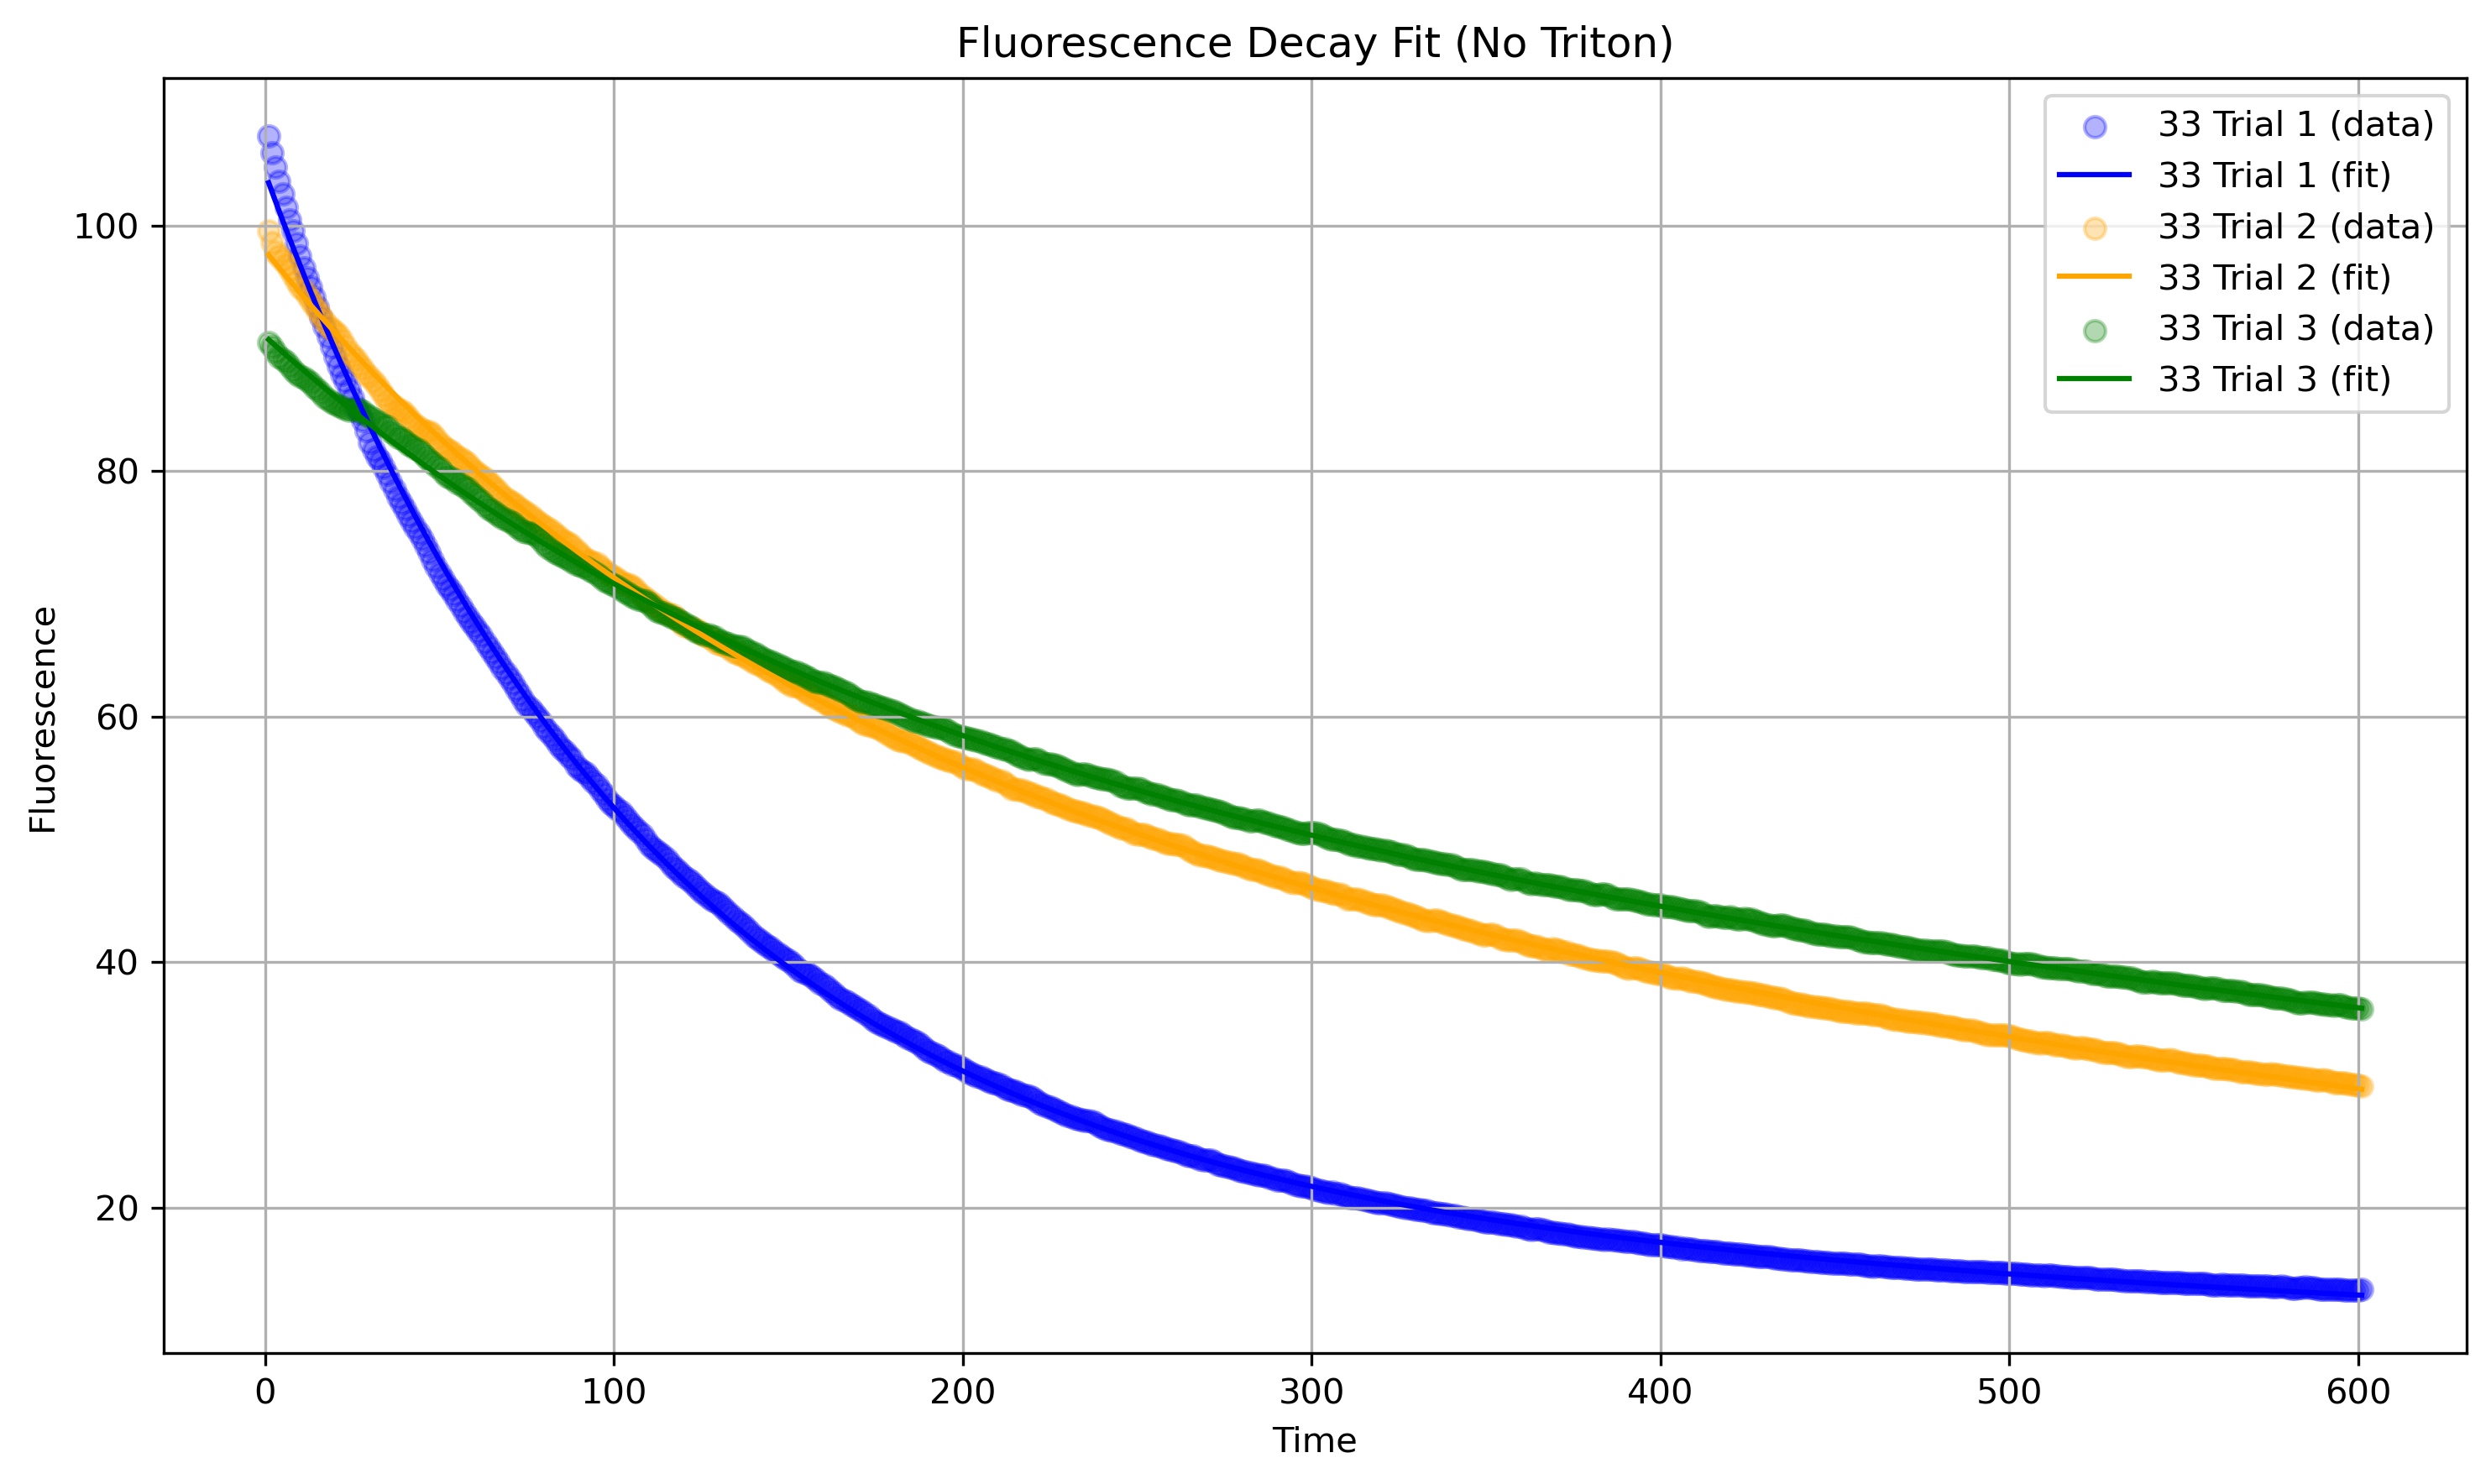 Fluorescence Decay Fit (No Triton)
33 Trial 1 (data)
33 Trial 1 (fit)
33 Trial 2 (data)
33 Trial 2 (fit)
33 Trial 3 (data)
33 Trial 3 (fit)
Fluorescence
100
80
60
40
20
0 100 200 300 400 500 600
Time